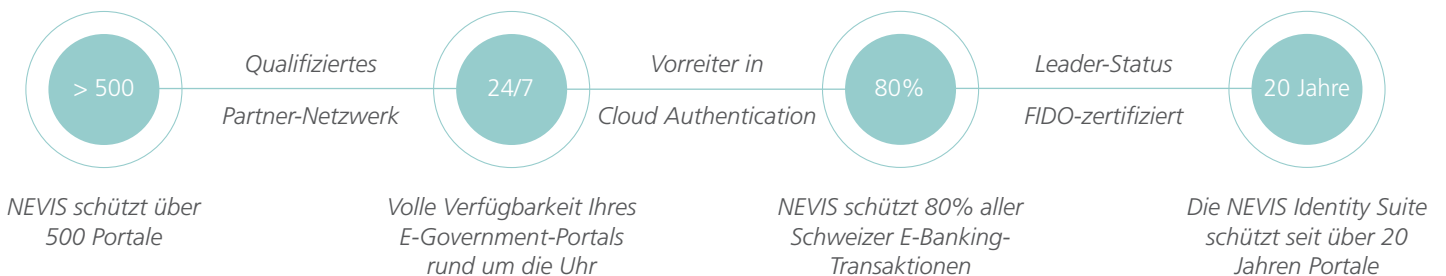 > 500
Qualifiziertes
Partner-Netzwerk
24/7
Vorreiter in
Cloud Authentication
80%
Leader-Status
FIDO-zertifiziert
20 Jahre
NEVIS schützt über
500 Portale
Volle Verfügbarkeit Ihres
E-Government-Portals
rund um die Uhr
NEVIS schützt 80% aller
Schweizer E-Banking-
Transaktionen
Die NEVIS Identity Suite
schützt seit über 20
Jahren Portale